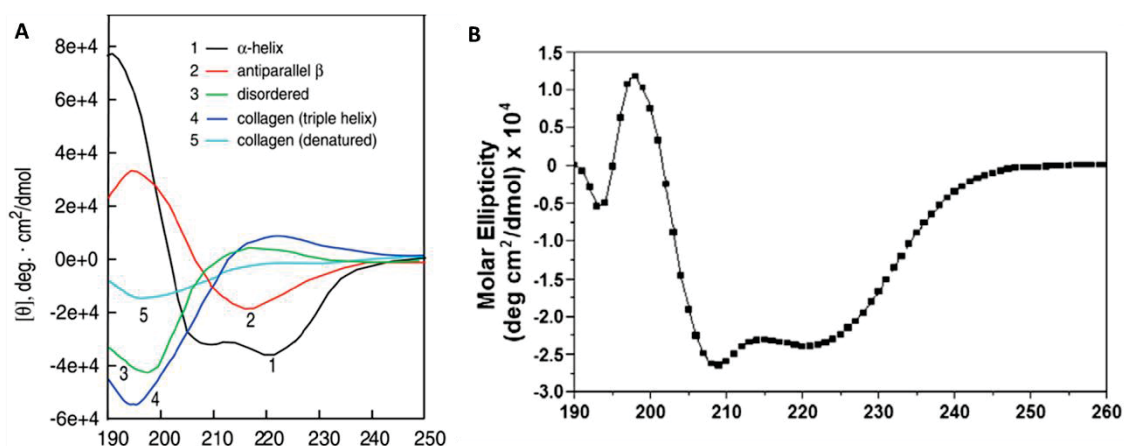 A
[θ], deg. · cm²/dmol
8e+4
6e+4
4e+4
2e+4
0e+0
-2e+4
-4e+4
-6e+4
1 α-helix
2 antiparallel β
3 disordered
4 collagen (triple helix)
5 collagen (denatured)
5
2
3
4
1
190 200 210 220 230 240 250
B
Molar Ellipticity
(deg cm²/dmol) x 10⁴
1.5
1.0
0.5
0
-0.5
-1.0
-1.5
-2.0
-2.5
-3.0
190 200 210 220 230 240 250 260